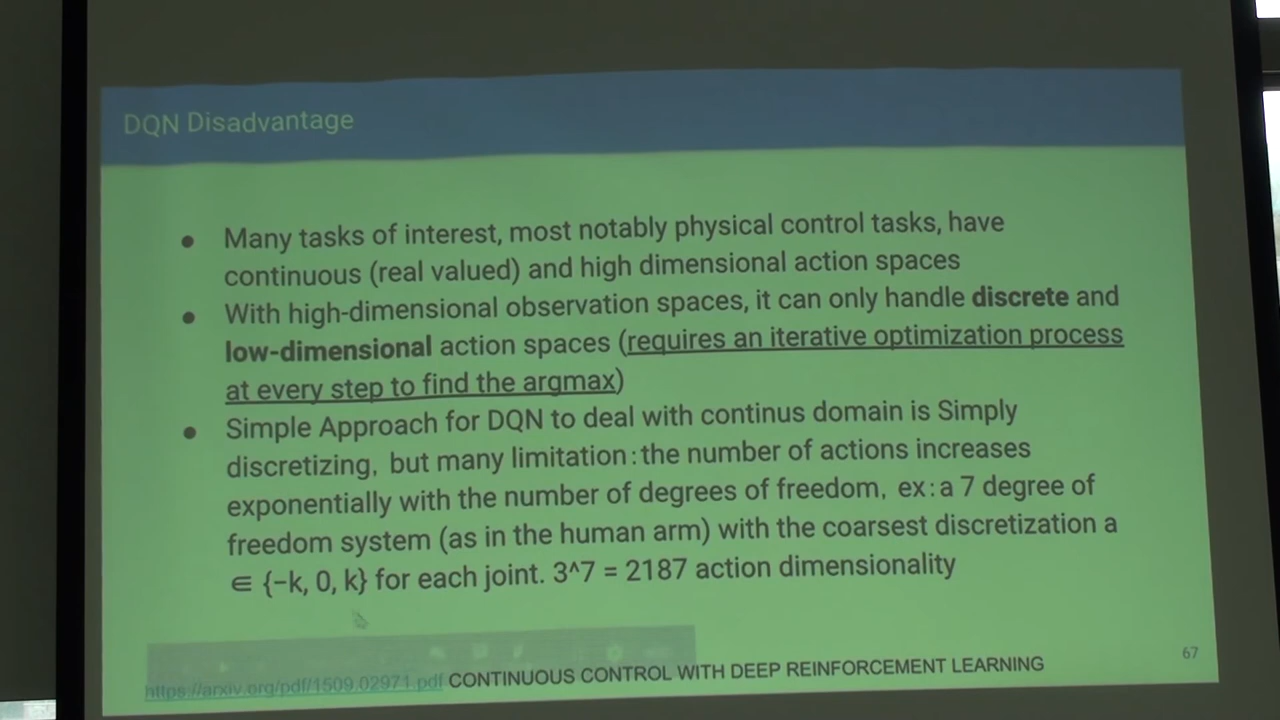 DQN Disadvantage
● Many tasks of interest, most notably physical control tasks, have
continuous (real valued) and high dimensional action spaces
● With high-dimensional observation spaces, it can only handle discrete and
low-dimensional action spaces (requires an iterative optimization process
at every step to find the argmax)
● Simple Approach for DQN to deal with continus domain is Simply
discretizing, but many limitation:the number of actions increases
exponentially with the number of degrees of freedom, ex:a 7 degree of
freedom system (as in the human arm) with the coarsest discretization a
∈ {−k, 0, k} for each joint. 3^7 = 2187 action dimensionality
67
https://arxiv.org/pdf/1509.02971.pdf CONTINUOUS CONTROL WITH DEEP REINFORCEMENT LEARNING